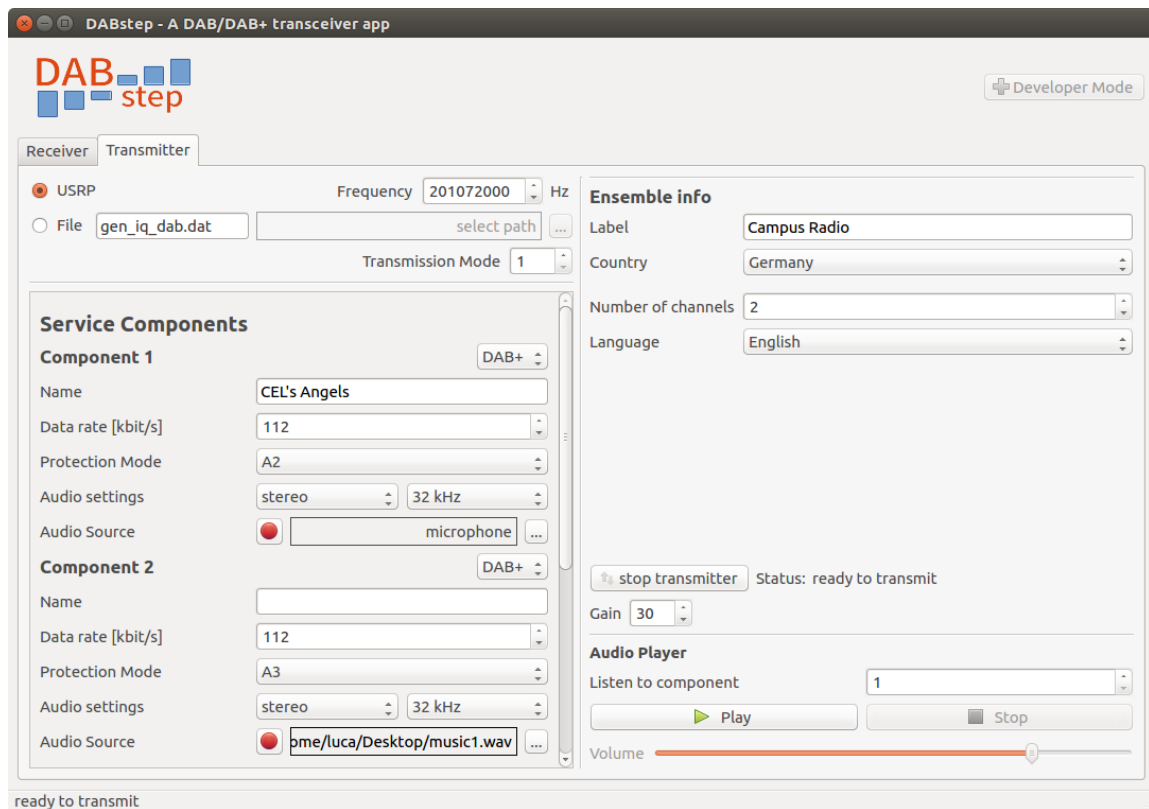 DABstep - A DAB/DAB+ transceiver app
DAB
step
Developer Mode
Receiver Transmitter
USRP Frequency 201072000 Hz
File gen_iq_dab.dat select path ...
Transmission Mode 1
Service Components
Component 1 DAB+
Name CEL's Angels
Data rate [kbit/s] 112
Protection Mode A2
Audio settings stereo 32 kHz
Audio Source microphone ...
Component 2 DAB+
Name
Data rate [kbit/s] 112
Protection Mode A3
Audio settings stereo 32 kHz
Audio Source ome/luca/Desktop/music1.wav ...
Ensemble info
Label Campus Radio
Country Germany
Number of channels 2
Language English
stop transmitter Status: ready to transmit
Gain 30
Audio Player
Listen to component 1
Play Stop
Volume
ready to transmit